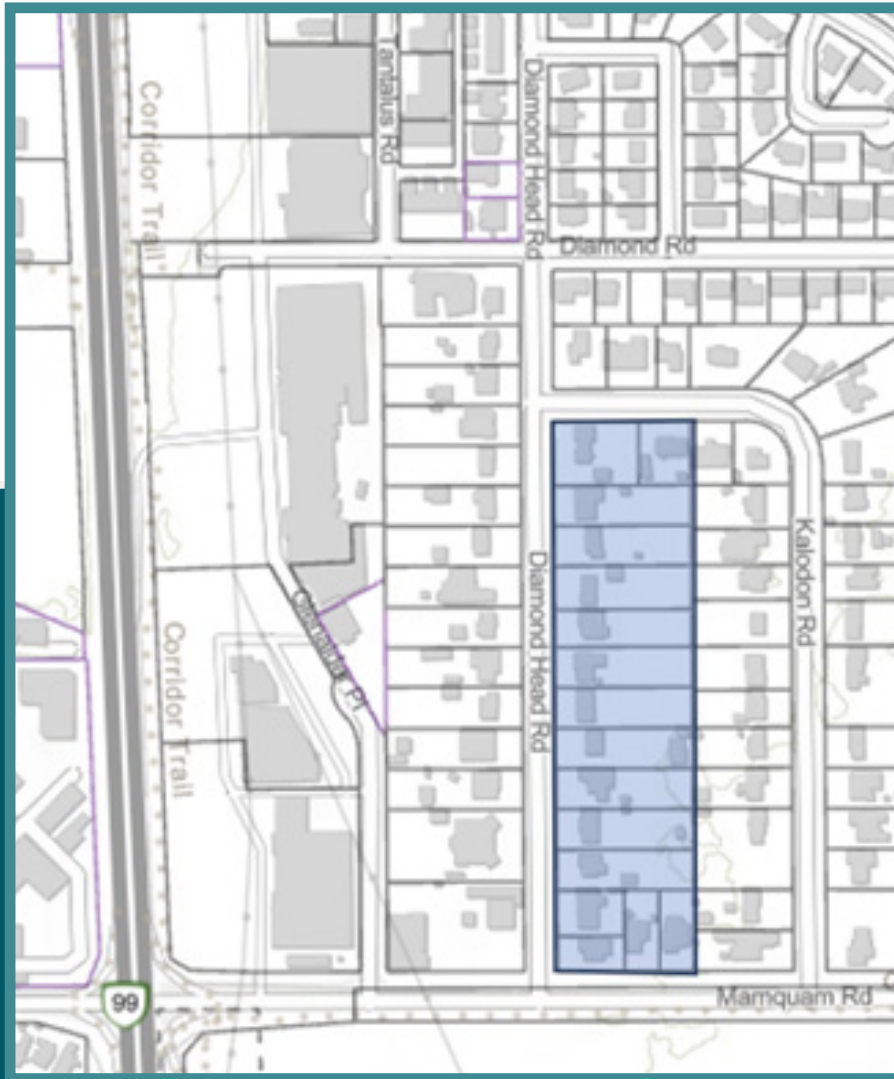 Tantalus Rd
Diamond Head Rd
Corridor Trail
Diamond Rd
Kalodon Rd
Diamond Head Rd
Corridor Trail
Mamquam Rd
99